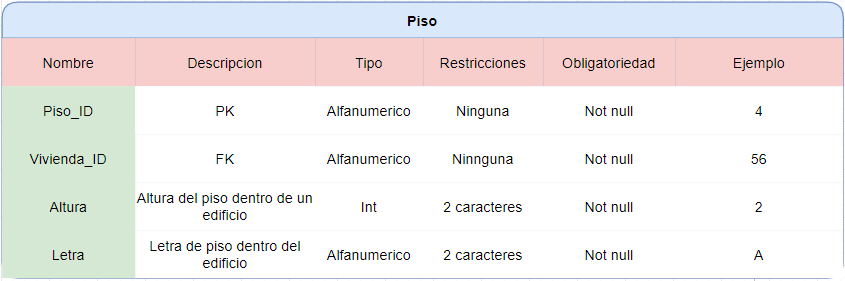 Piso
Nombre Descripcion Tipo Restricciones Obligatoriedad Ejemplo
Piso_ID PK Alfanumerico Ninguna Not null 4
Vivienda_ID FK Alfanumerico Ninnguna Not null 56
Altura Altura del piso dentro de un edificio Int 2 caracteres Not null 2
Letra Letra de piso dentro del edificio Alfanumerico 2 caracteres Not null A